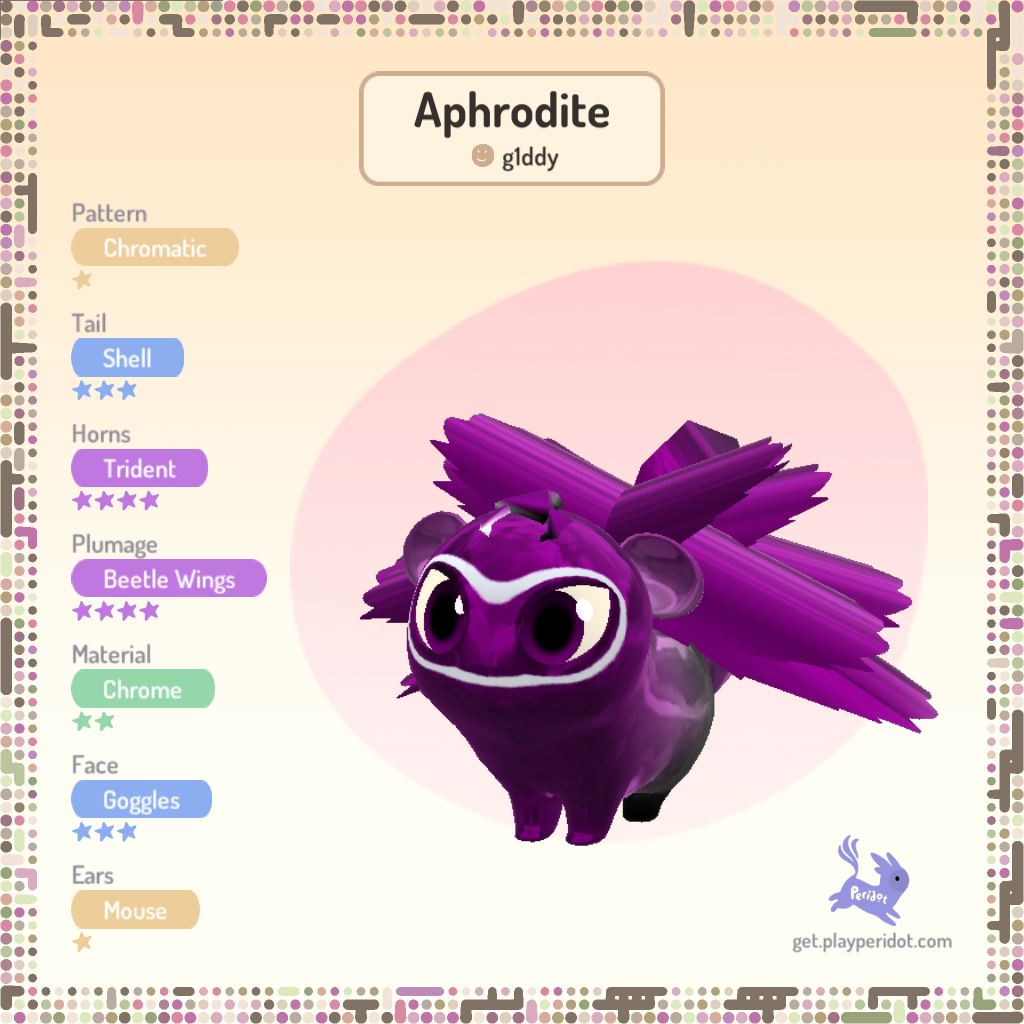 Aphrodite
g1ddy
Pattern
Chromatic
Tail
Shell
Horns
Trident
Plumage
Beetle Wings
Material
Chrome
Face
Goggles
Ears
Mouse
Peridot
get.playperidot.com